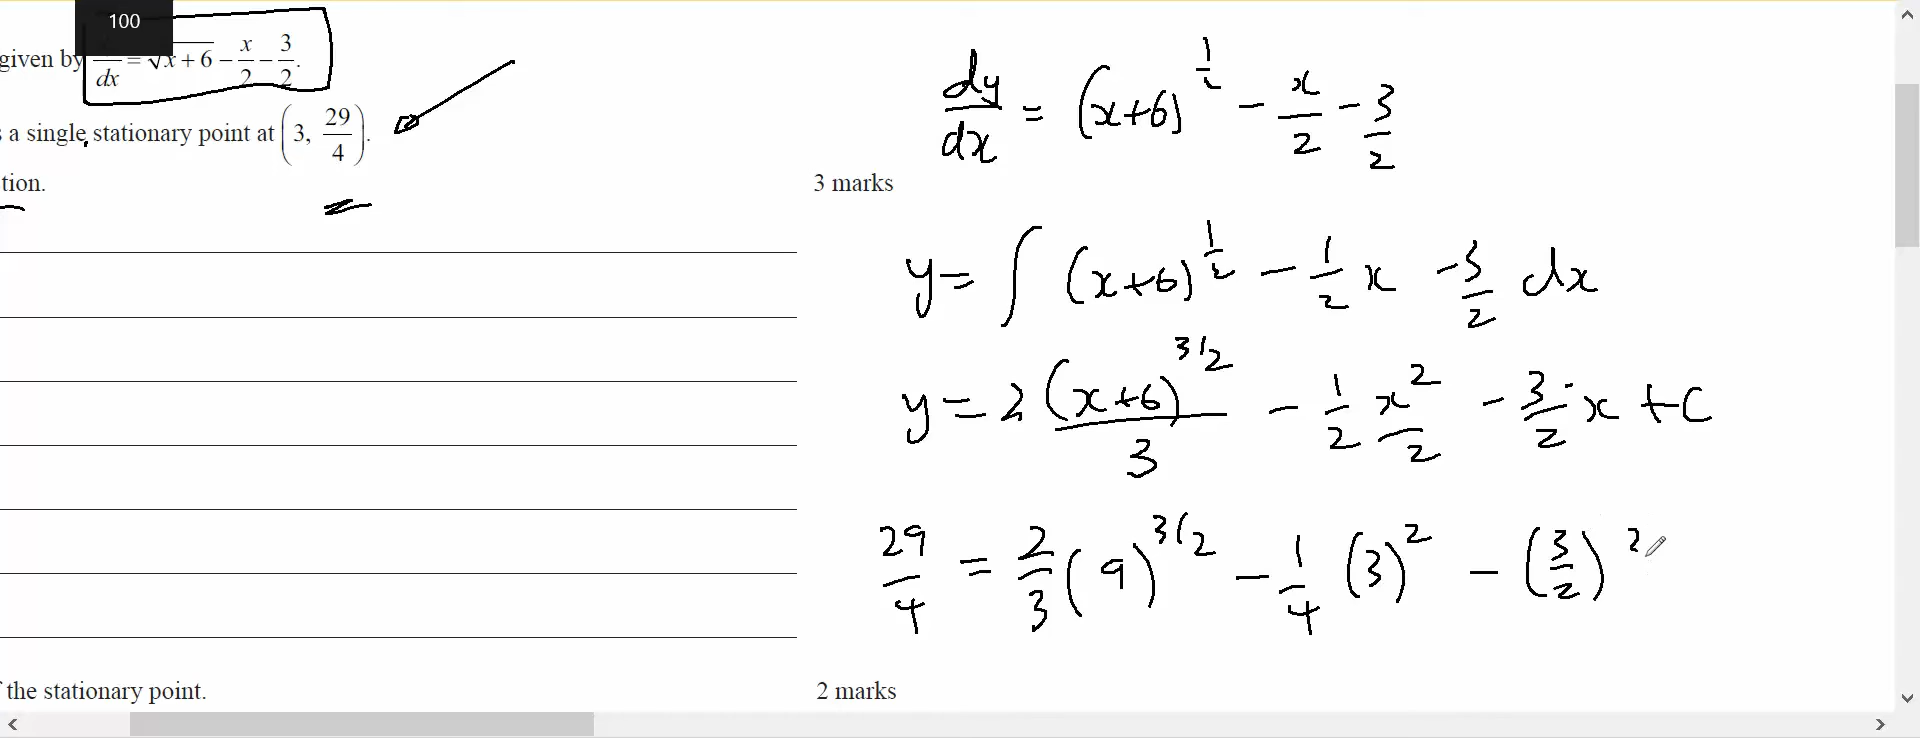 100
given by dx = √x + 6 − x/2 − 3/2.
a single stationary point at (3, 29/4).
tion.
3 marks
dy/dx = (x+6)^1/2 − x/2 − 3/2
y = ∫ (x+6)^1/2 − 1/2 x − 3/2 dx
y = 2 (x+6)^3/2 / 3 − 1/2 x^2/2 − 3/2 x + C
29/4 = 2/3 (9)^3/2 − 1/4 (3)^2 − (3/2)
the stationary point.
2 marks